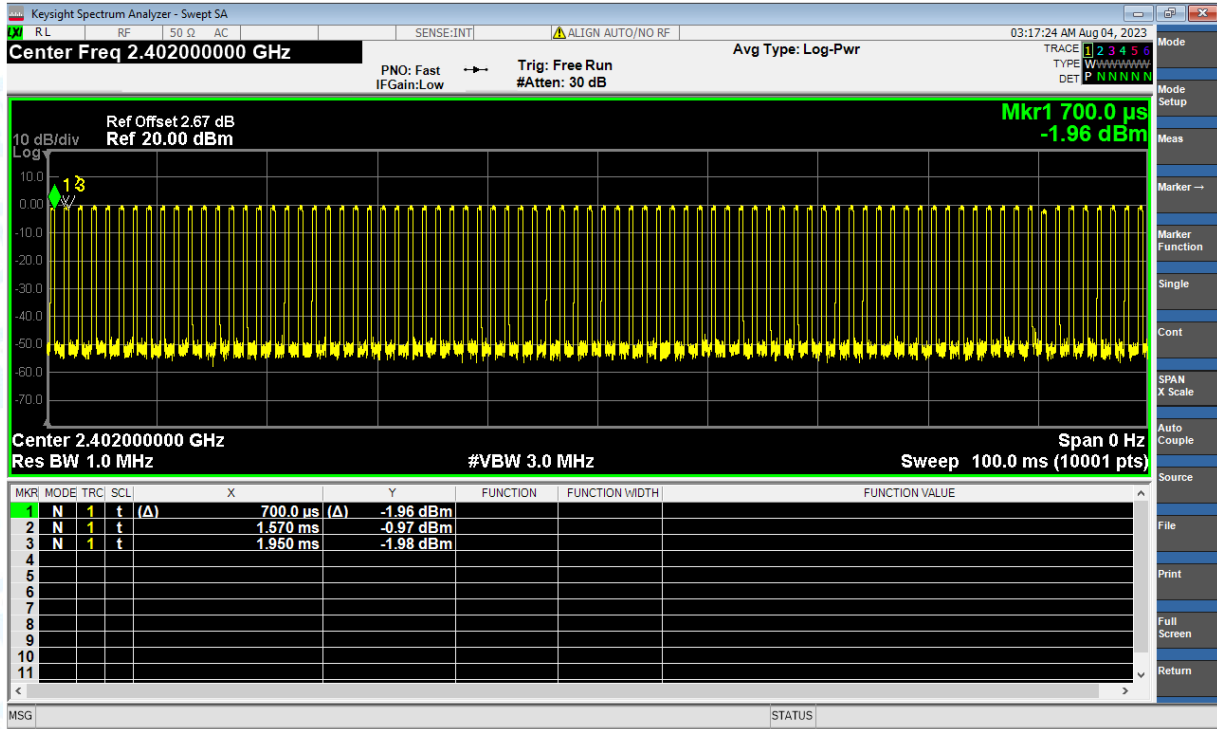 Keysight Spectrum Analyzer - Swept SA
LXI RL RF 50 Ω AC SENSE:INT ALIGN AUTO/NO RF 03:17:24 AM Aug 04, 2023
Center Freq 2.402000000 GHz Avg Type: Log-Pwr TRACE 1 2 3 4 5 6
PNO: Fast Trig: Free Run TYPE WWWWWW
IFGain:Low #Atten: 30 dB DET P N N N N N
Mkr1 700.0 µs
-1.96 dBm
Ref Offset 2.67 dB
10 dB/div Ref 20.00 dBm
Log
10.0
0.00
-10.0
-20.0
-30.0
-40.0
-50.0
-60.0
-70.0
1 3
Center 2.402000000 GHz Span 0 Hz
Res BW 1.0 MHz #VBW 3.0 MHz Sweep 100.0 ms (10001 pts)
MKR MODE TRC SCL X Y FUNCTION FUNCTION WIDTH FUNCTION VALUE
1 N 1 t (Δ) 700.0 µs (Δ) -1.96 dBm
2 N 1 t 1.570 ms -0.97 dBm
3 N 1 t 1.950 ms -1.98 dBm
4
5
6
7
8
9
10
11
MSG STATUS
Mode
Mode
Setup
Meas
Marker →
Marker
Function
Single
Cont
SPAN
X Scale
Auto
Couple
Source
File
Print
Full
Screen
Return